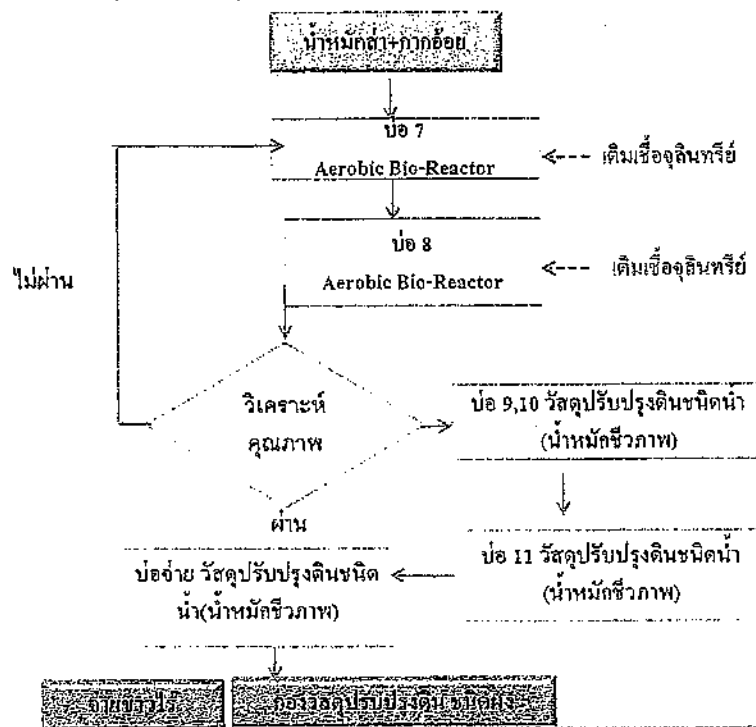 น้ำหมักส่า+กากอ้อย
บ่อ 7
Aerobic Bio-Reactor
เติมเชื้อจุลินทรีย์
บ่อ 8
Aerobic Bio-Reactor
เติมเชื้อจุลินทรีย์
ไม่ผ่าน
วิเคราะห์
คุณภาพ
บ่อ 9,10 วัสดุปรับปรุงดินชนิดน้ำ
(น้ำหมักชีวภาพ)
ผ่าน
บ่อจ่าย วัสดุปรับปรุงดินชนิด
น้ำ(น้ำหมักชีวภาพ)
บ่อ 11 วัสดุปรับปรุงดินชนิดน้ำ
(น้ำหมักชีวภาพ)
จ่ายชาวไร่
กองวัสดุปรับปรุงดิน ชนิดผง